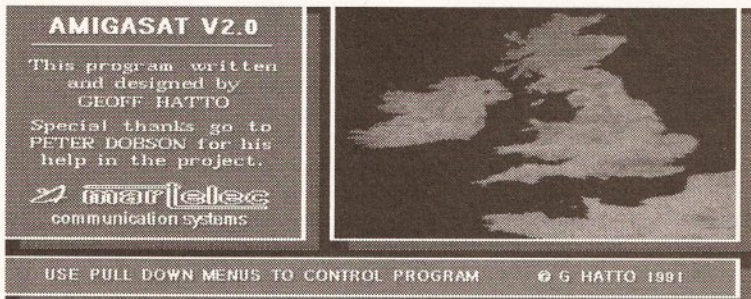 AMIGASAT V2.0
This program written
and designed by
GEOFF HATTO
Special thanks go to
PETER DOBSON for his
help in the project.
martelec
communication systems
USE PULL DOWN MENUS TO CONTROL PROGRAM © G HATTO 1991